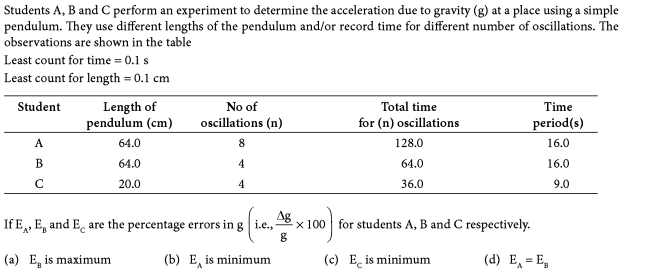 Students A, B and C perform an experiment to determine the acceleration due to gravity (g) at a place using a simple
pendulum. They use different lengths of the pendulum and/or record time for different number of oscillations. The
observations are shown in the table
Least count for time = 0.1 s
Least count for length = 0.1 cm
Student Length of pendulum (cm) No of oscillations (n) Total time for (n) oscillations Time period(s)
A 64.0 8 128.0 16.0
B 64.0 4 64.0 16.0
C 20.0 4 36.0 9.0
If E_A, E_B and E_C are the percentage errors in g (i.e., Δg/g × 100) for students A, B and C respectively.
(a) E_B is maximum (b) E_A is minimum (c) E_C is minimum (d) E_A = E_B